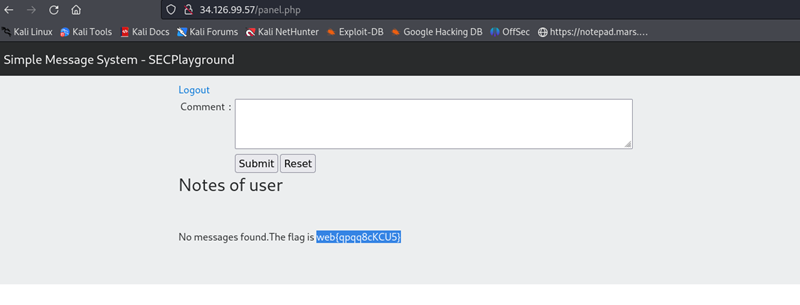 34.126.99.57/panel.php
Kali Linux Kali Tools Kali Docs Kali Forums Kali NetHunter Exploit-DB Google Hacking DB OffSec https://notepad.mars....
Simple Message System - SECPlayground
Logout
Comment :
Submit Reset
Notes of user
No messages found.The flag is web{qpqq8cKCU5}